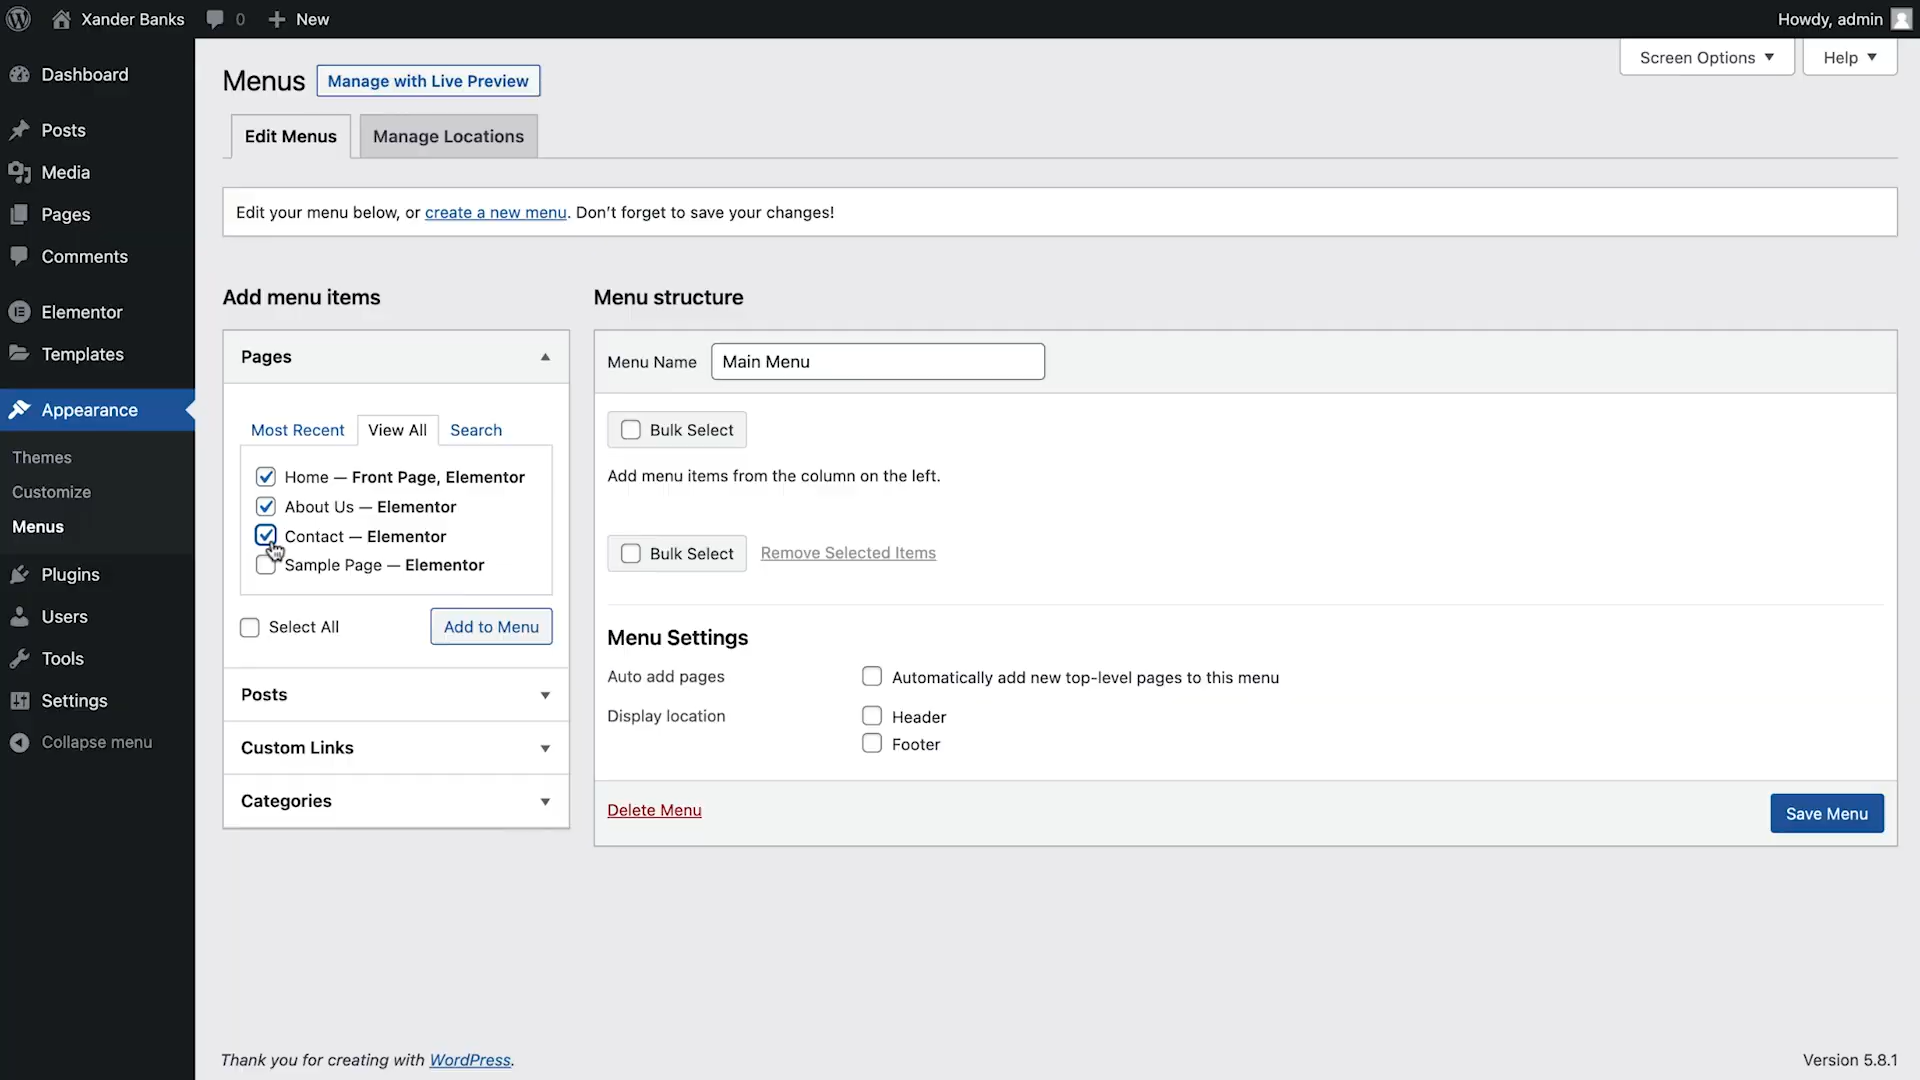 Xander Banks
0
New
Howdy, admin
Screen Options
Help
Dashboard
Posts
Media
Pages
Comments
Elementor
Templates
Appearance
Themes
Customize
Menus
Plugins
Users
Tools
Settings
Collapse menu
Menus
Manage with Live Preview
Edit Menus
Manage Locations
Edit your menu below, or create a new menu. Don’t forget to save your changes!
Add menu items
Pages
Most Recent
View All
Search
Home — Front Page, Elementor
About Us — Elementor
Contact — Elementor
Sample Page — Elementor
Select All
Add to Menu
Posts
Custom Links
Categories
Menu structure
Menu Name
Main Menu
Bulk Select
Add menu items from the column on the left.
Bulk Select
Remove Selected Items
Menu Settings
Auto add pages
Automatically add new top-level pages to this menu
Display location
Header
Footer
Delete Menu
Save Menu
Thank you for creating with WordPress.
Version 5.8.1